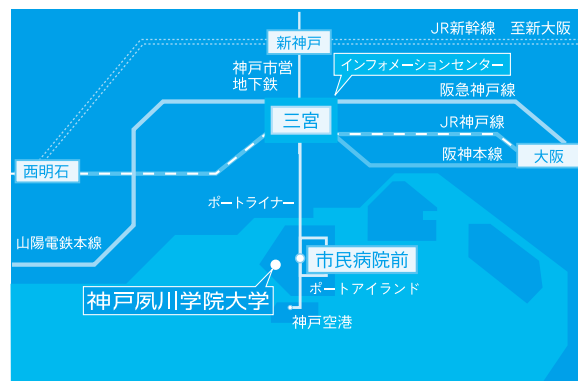 JR新幹線 至新大阪
新神戸
インフォメーションセンター
神戸市営
地下鉄
阪急神戸線
三宮
JR神戸線
阪神本線
大阪
西明石
ポートライナー
山陽電鉄本線
市民病院前
ポートアイランド
神戸夙川学院大学
神戸空港